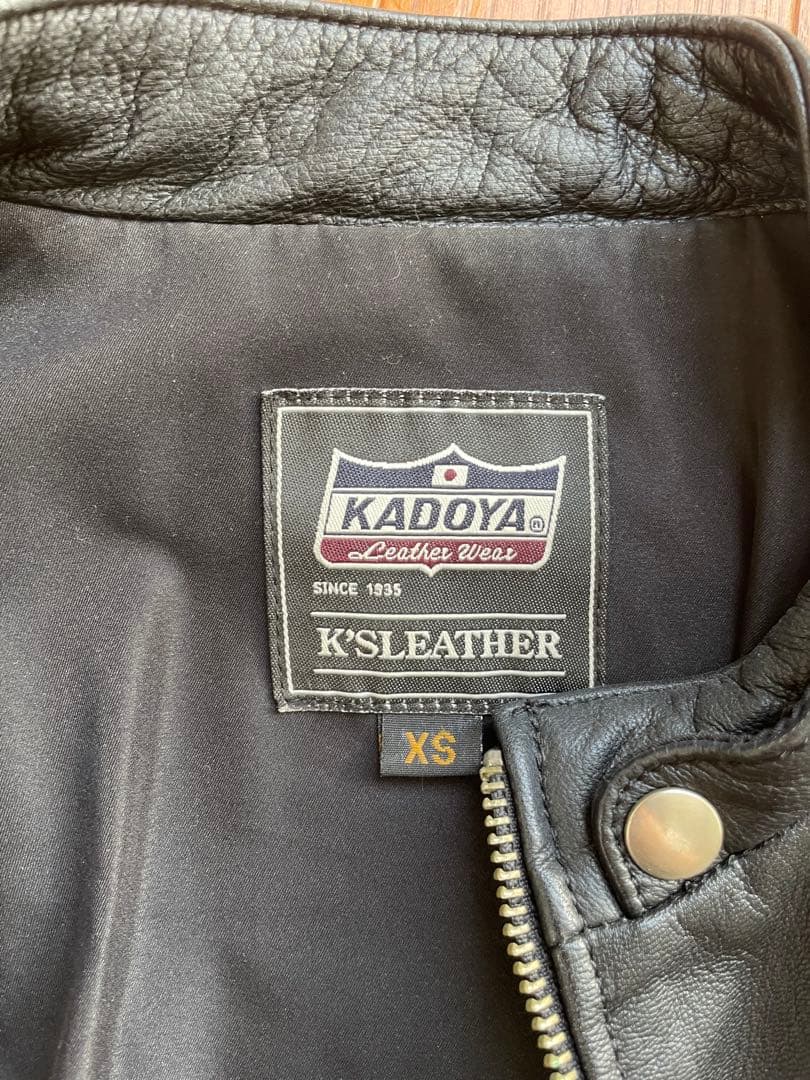 KADOYA®
Leather Wear
SINCE 1935
K'SLEATHER
XS